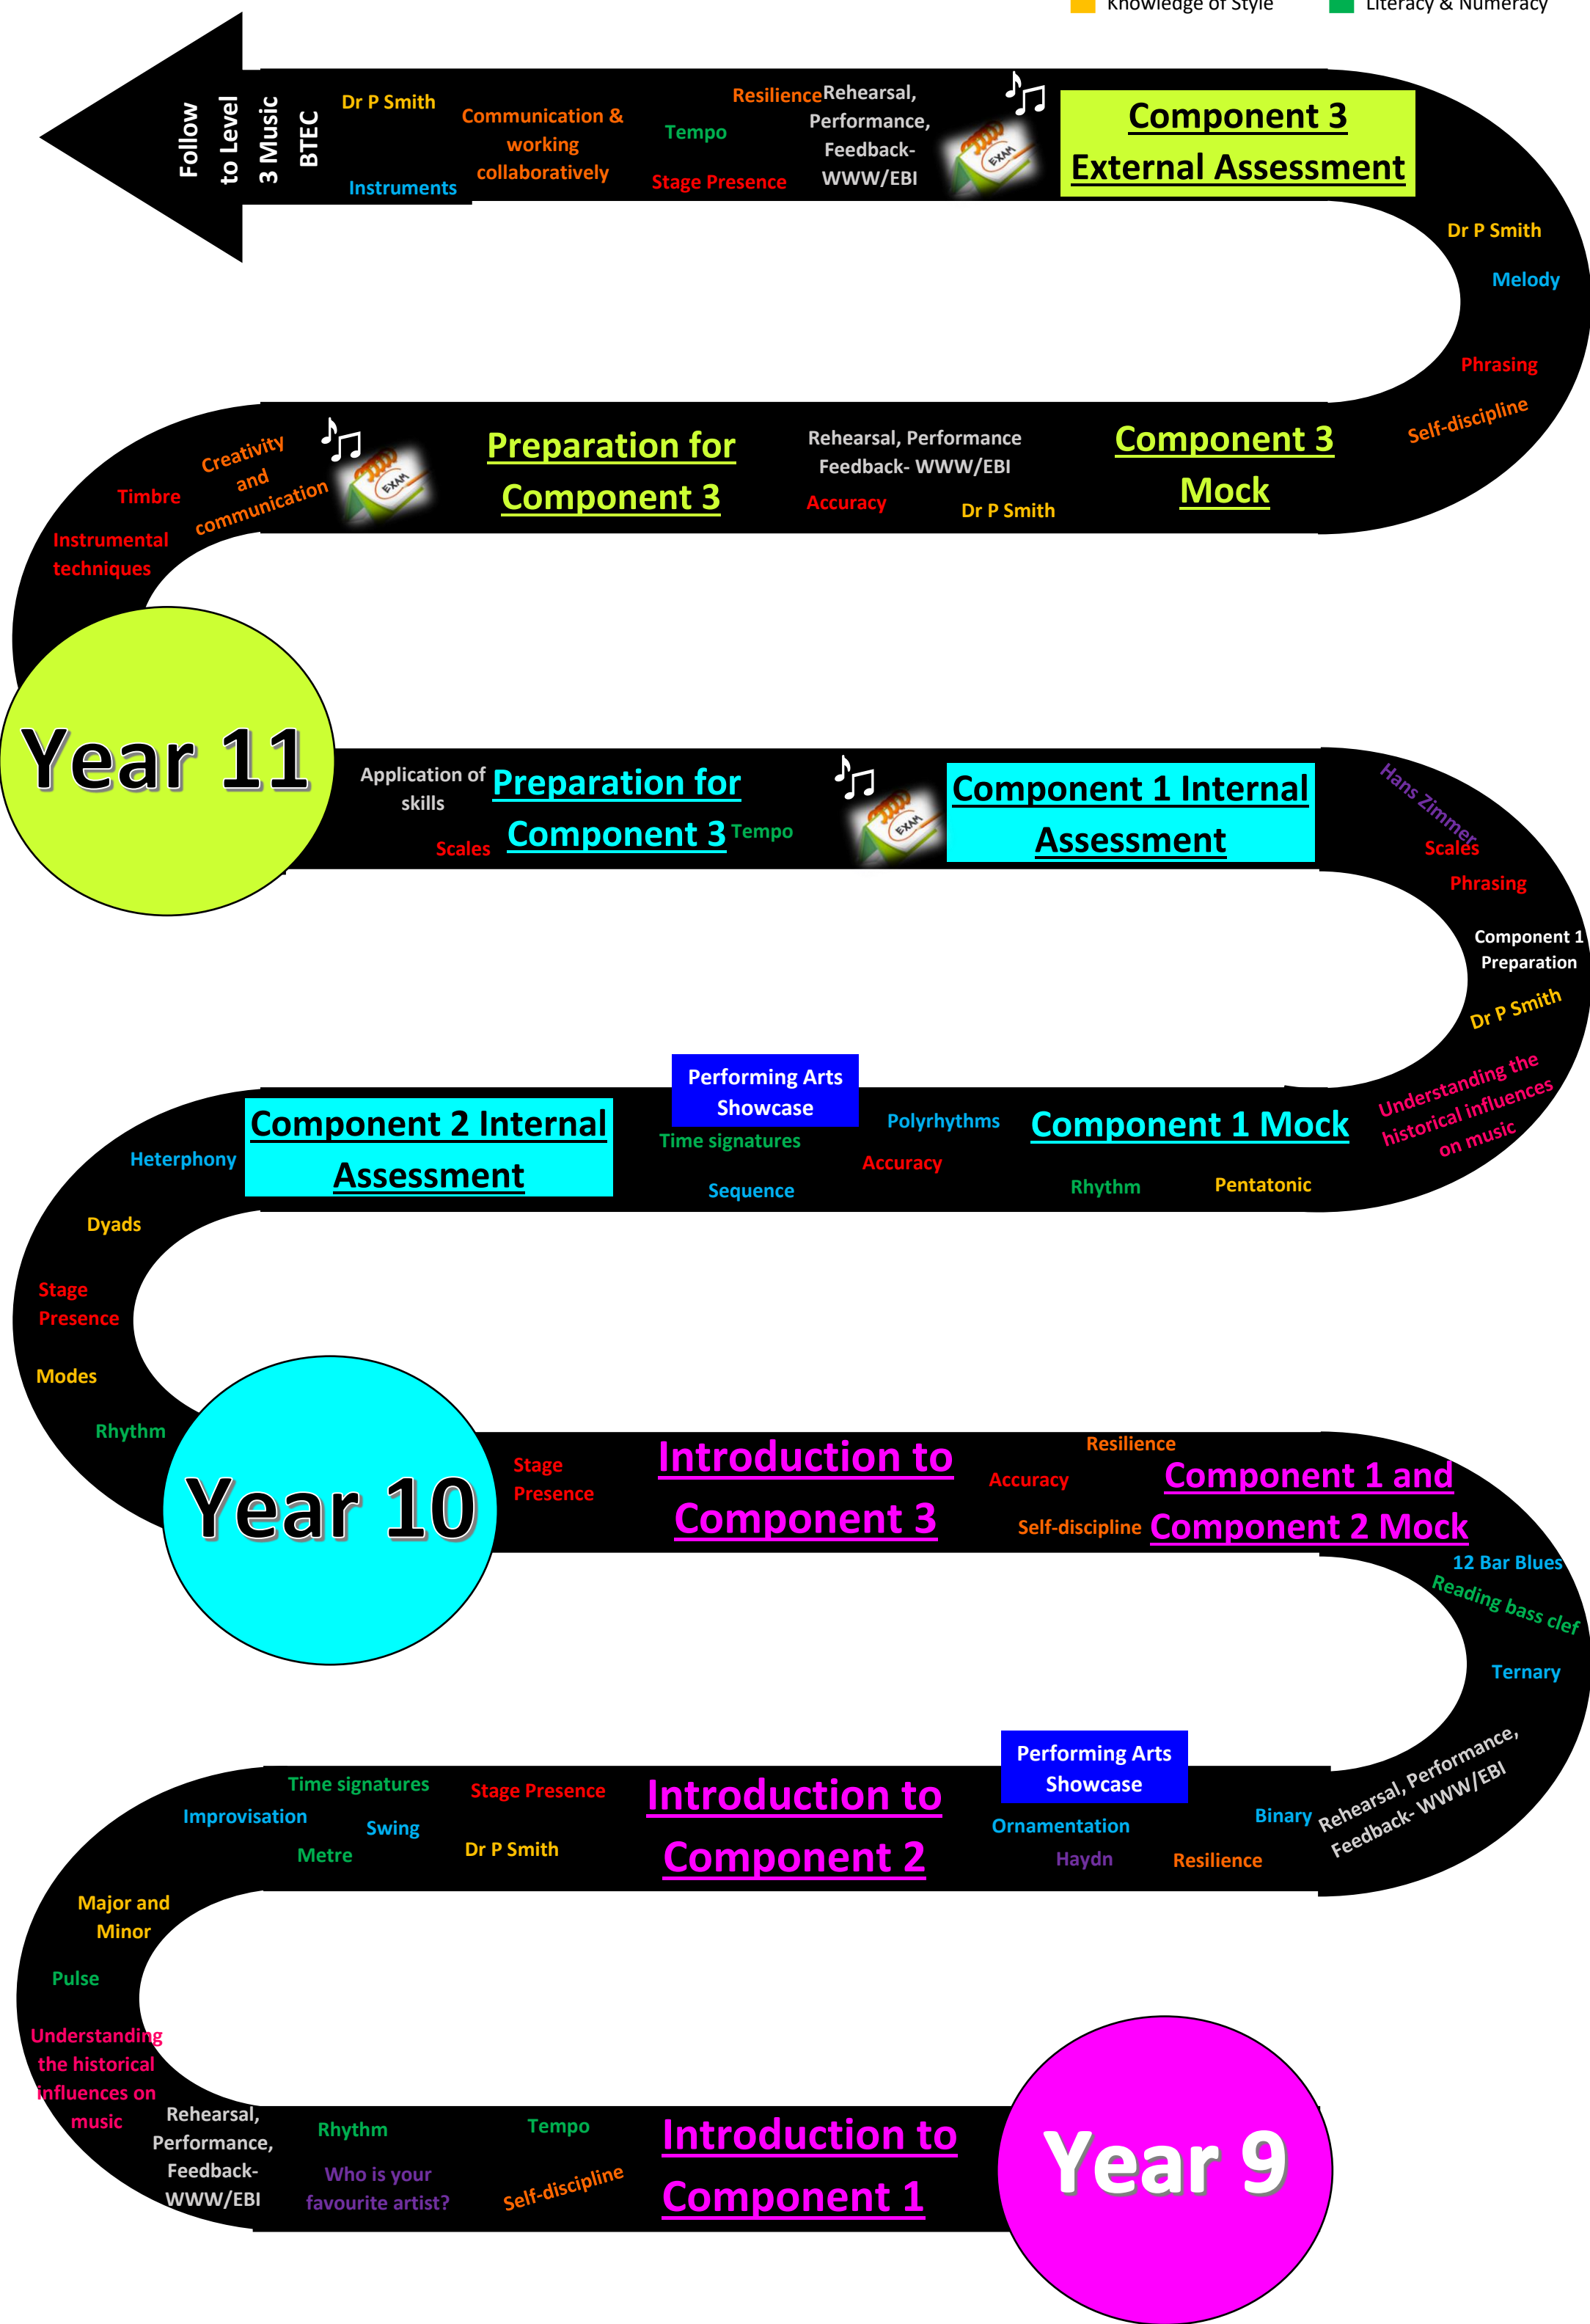 Knowledge of Style
Literacy & Numeracy
Follow
to Level
3 Music
BTEC
Dr P Smith
Instruments
Communication &
working
collaboratively
Resilience
Tempo
Stage Presence
Rehearsal,
Performance,
Feedback-
WWW/EBI
EXAM
Component 3
External Assessment
Dr P Smith
Melody
Phrasing
Self-discipline
Component 3
Mock
Rehearsal, Performance
Feedback- WWW/EBI
Accuracy
Dr P Smith
Preparation for
Component 3
EXAM
Creativity
and
communication
Timbre
Instrumental
techniques
Year 11
Application of
skills
Scales
Preparation for
Component 3
Tempo
EXAM
Component 1 Internal
Assessment
Hans Zimmer
Scales
Phrasing
Component 1
Preparation
Dr P Smith
Understanding the
historical influences
on music
Performing Arts
Showcase
Component 1 Mock
Polyrhythms
Time signatures
Accuracy
Sequence
Rhythm
Pentatonic
Component 2 Internal
Assessment
Heterphony
Dyads
Stage
Presence
Modes
Rhythm
Year 10
Stage
Presence
Introduction to
Component 3
Resilience
Accuracy
Self-discipline
Component 1 and
Component 2 Mock
12 Bar Blues
Reading bass clef
Ternary
Rehearsal, Performance,
Feedback- WWW/EBI
Performing Arts
Showcase
Ornamentation
Binary
Haydn
Resilience
Introduction to
Component 2
Time signatures
Stage Presence
Improvisation
Swing
Metre
Dr P Smith
Major and
Minor
Pulse
Understanding
the historical
influences on
music
Rehearsal,
Performance,
Feedback-
WWW/EBI
Rhythm
Tempo
Who is your
favourite artist?
Self-discipline
Introduction to
Component 1
Year 9